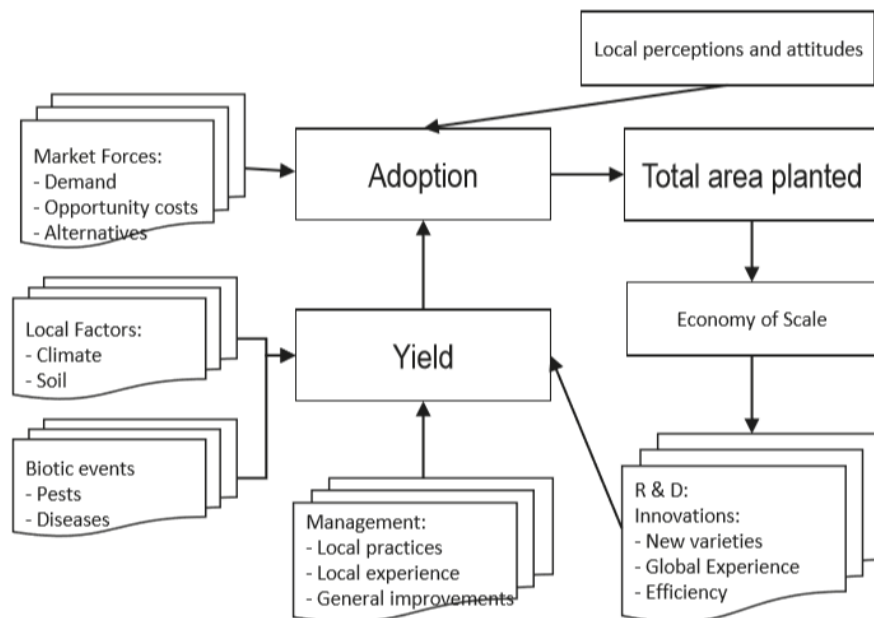 Local perceptions and attitudes
Market Forces:
- Demand
- Opportunity costs
- Alternatives
Adoption
Total area planted
Local Factors:
- Climate
- Soil
Yield
Economy of Scale
Biotic events
- Pests
- Diseases
Management:
- Local practices
- Local experience
- General improvements
R & D:
Innovations:
- New varieties
- Global Experience
- Efficiency